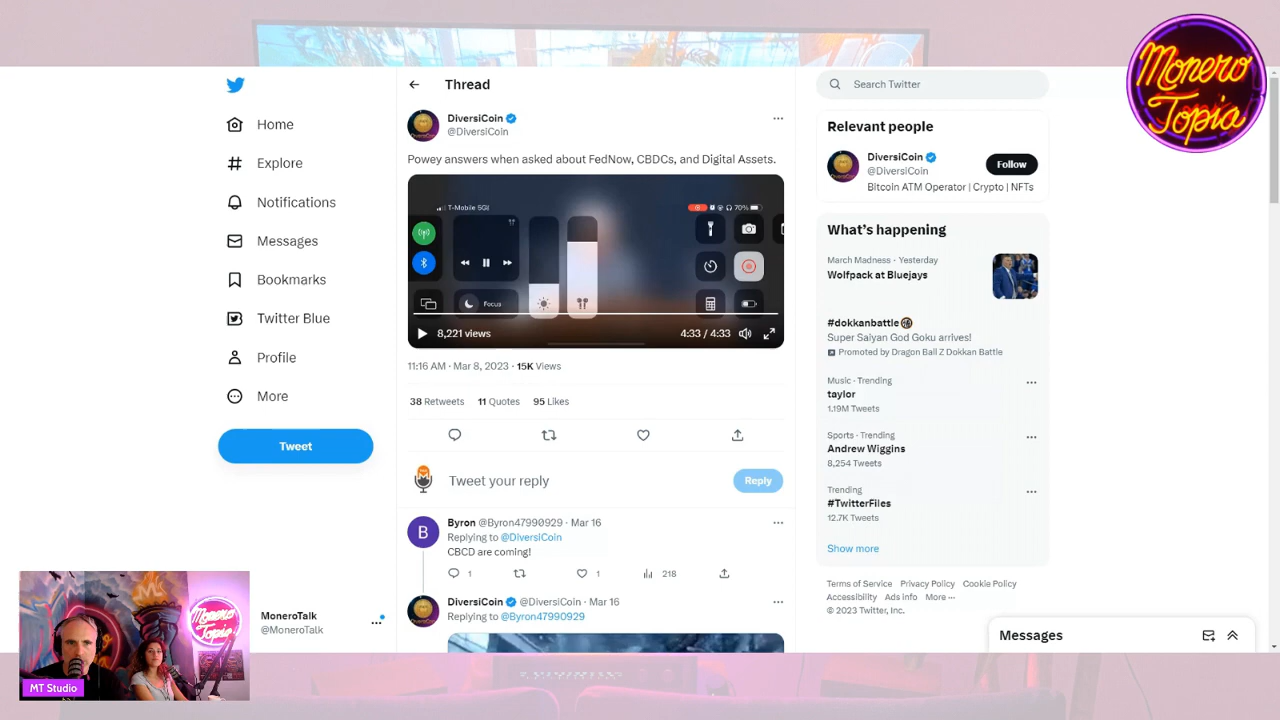 Thread
Search Twitter
Monero
Topia
Home
Explore
Notifications
Messages
Bookmarks
Twitter Blue
Profile
More
Tweet
DiversiCoin
@DiversiCoin
Powey answers when asked about FedNow, CBDCs, and Digital Assets.
T-Mobile 5G
70%
Focus
8,221 views
4:33 / 4:33
11:16 AM · Mar 8, 2023 · 15K Views
38 Retweets 11 Quotes 95 Likes
Tweet your reply
Reply
Byron @Byron47990929 · Mar 16
Replying to @DiversiCoin
CBCD are coming!
1 1 218
DiversiCoin @DiversiCoin · Mar 16
Replying to @Byron47990929
Relevant people
DiversiCoin
@DiversiCoin
Follow
Bitcoin ATM Operator | Crypto | NFTs
What's happening
March Madness · Yesterday
Wolfpack at Bluejays
#dokkanbattle
Super Saiyan God Goku arrives!
Promoted by Dragon Ball Z Dokkan Battle
Music · Trending
taylor
1.19M Tweets
Sports · Trending
Andrew Wiggins
8,254 Tweets
Trending
#TwitterFiles
12.7K Tweets
Show more
Terms of Service Privacy Policy Cookie Policy
Accessibility Ads info More ···
© 2023 Twitter, Inc.
Messages
MoneroTalk
@MoneroTalk
Monero
Topia
MT Studio